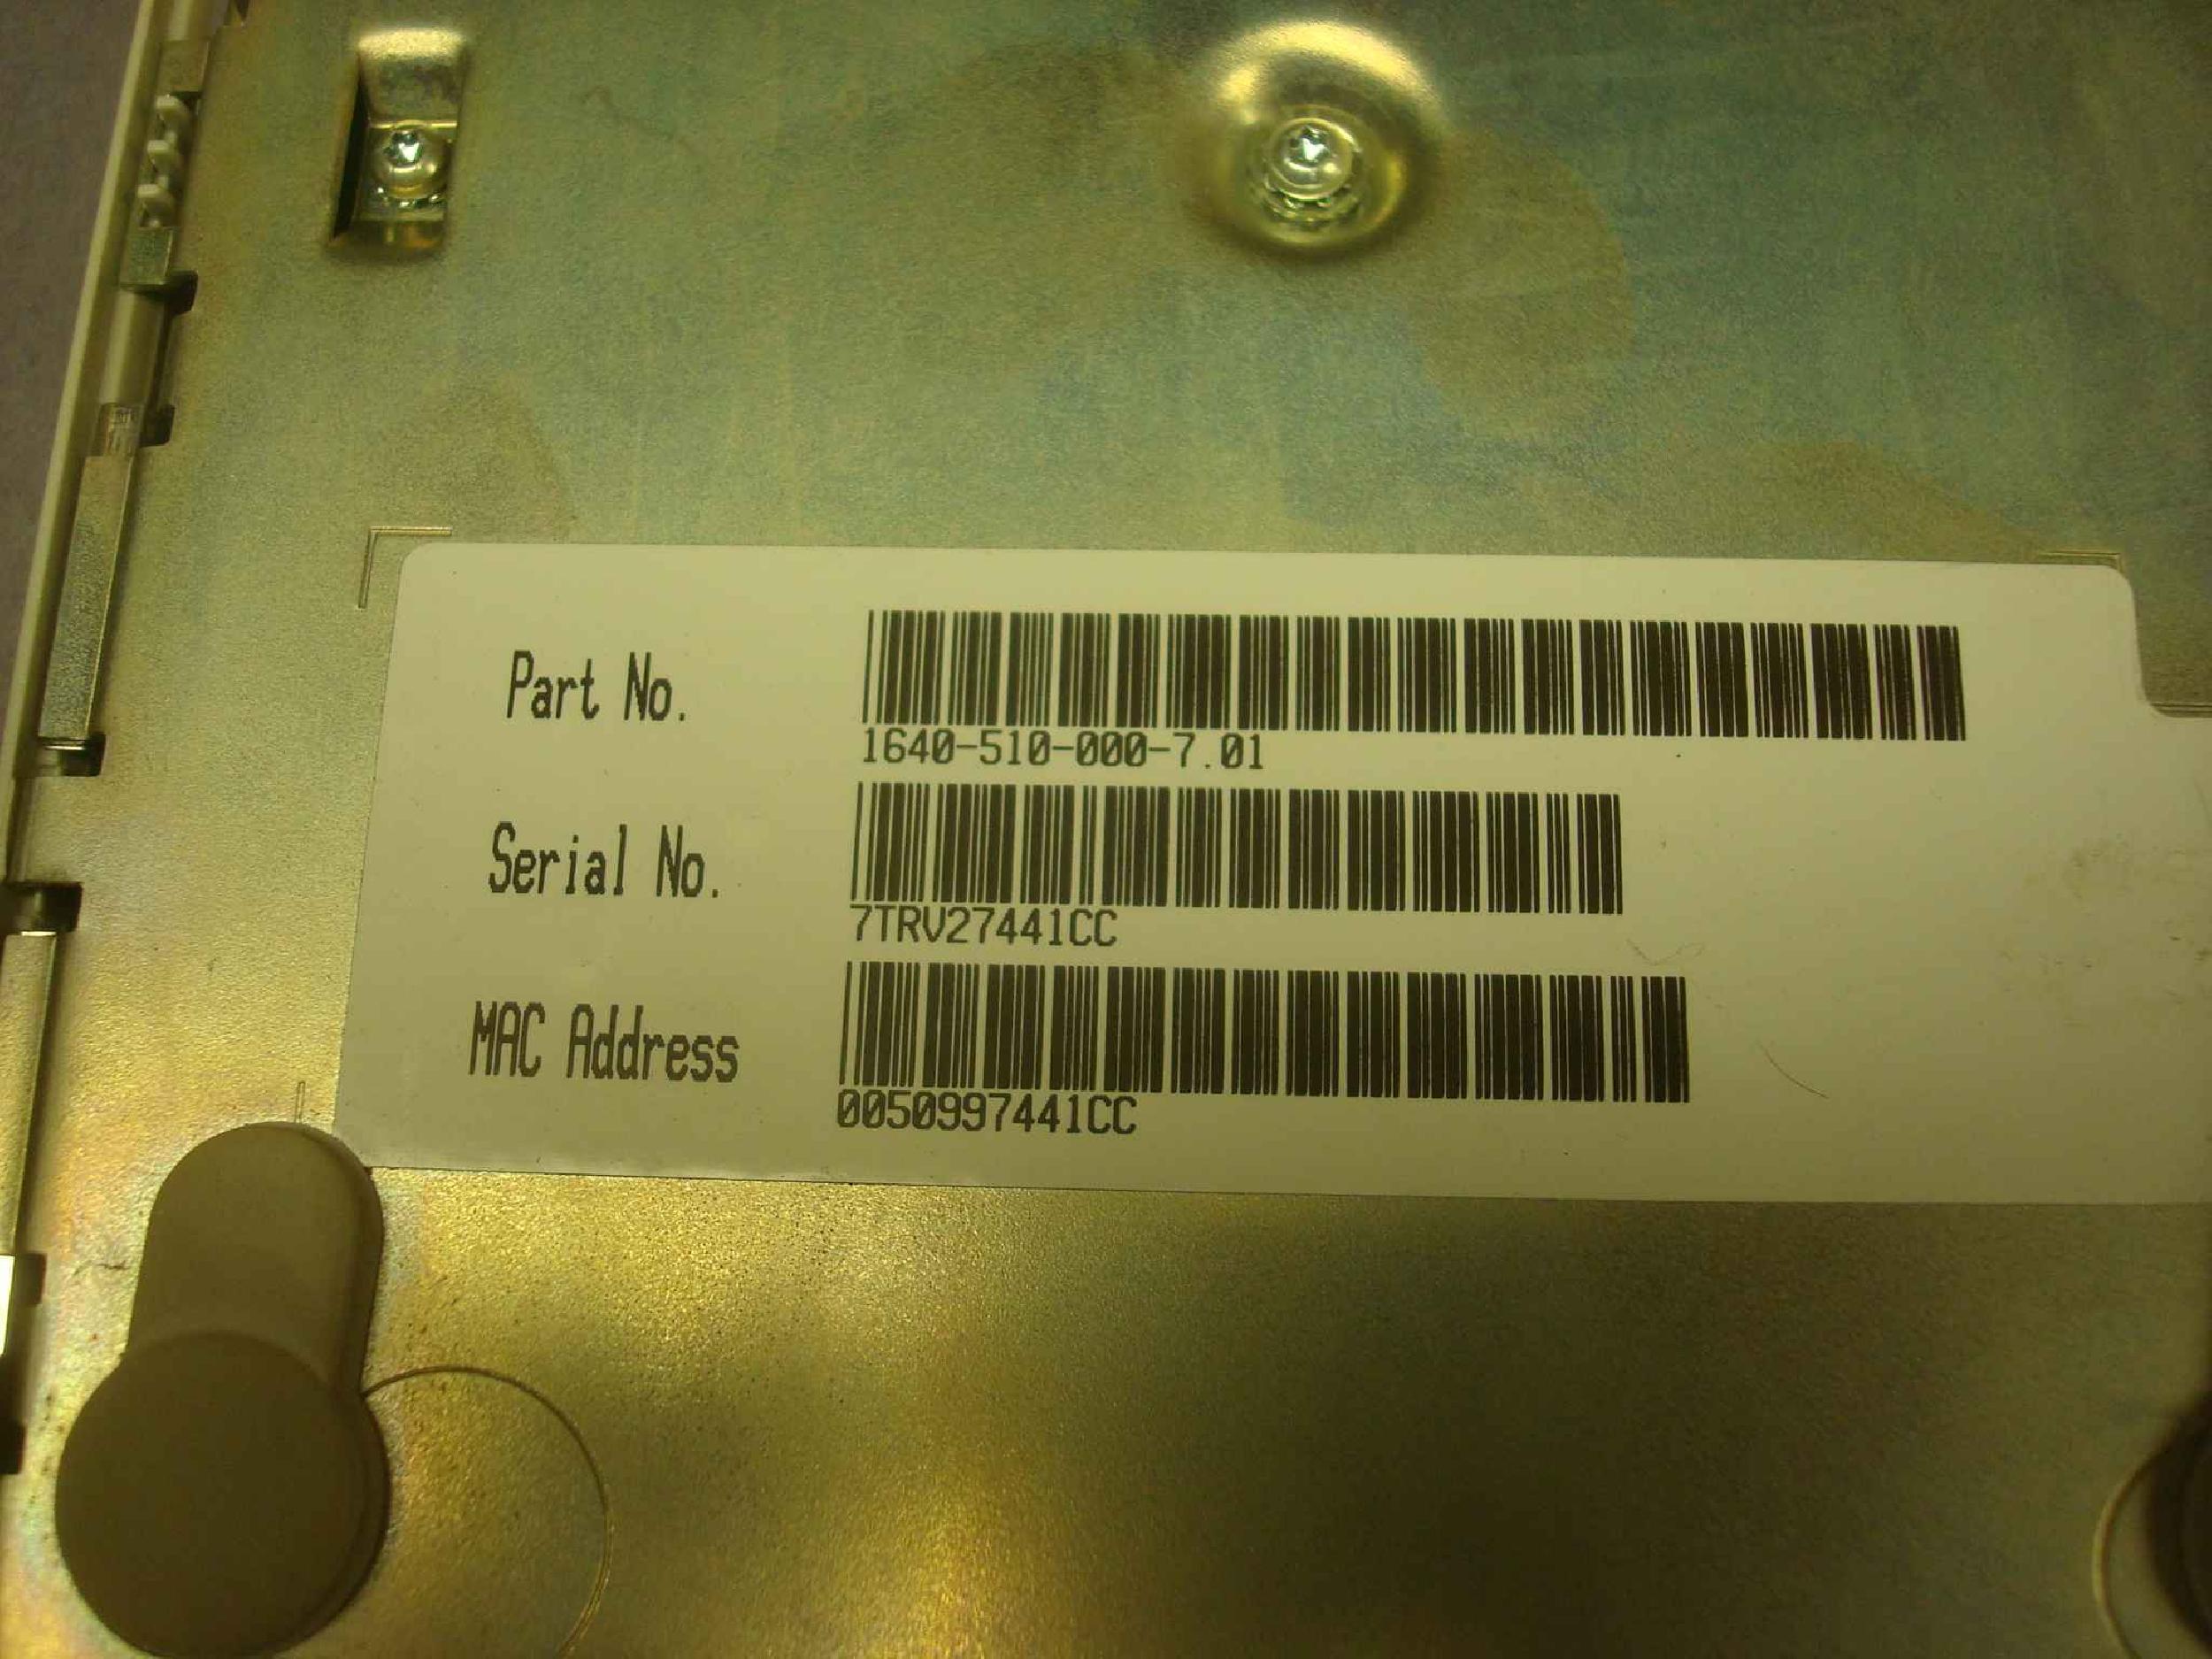 Part No.
1640-510-000-7.01
Serial No.
7TRV27441CC
MAC Address
0050997441CC